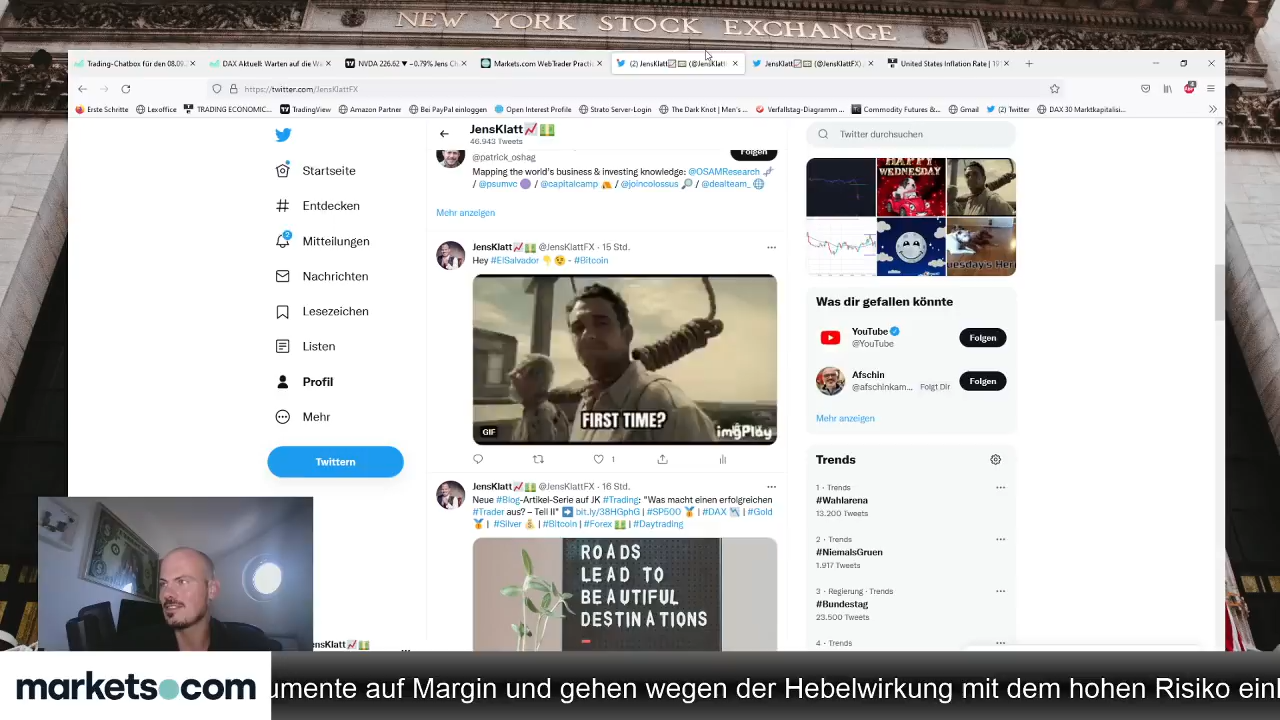 NEW YORK STOCK EXCHANGE
Trading-Chatbox für den 08.09.
DAX Aktuell: Warten auf die Wa
NVDA 226.62 ▼ −0.79% Jens Ch
Markets.com WebTrader Practic
(2) JensKlatt📈💵 (@JensKlatt
JensKlatt📈💵 (@JensKlattFX)
United States Inflation Rate | 19
https://twitter.com/JensKlattFX
Erste Schritte
Lexoffice
TRADING ECONOMIC...
TradingView
Amazon Partner
Bei PayPal einloggen
Open Interest Profile
Strato Server-Login
The Dark Knot | Men's ...
Verfallstag-Diagramm ...
Commodity Futures &...
Gmail
(2) Twitter
DAX 30 Marktkapitalisi...
JensKlatt📈💵
46.943 Tweets
Twitter durchsuchen
Startseite
Entdecken
2
Mitteilungen
Nachrichten
Lesezeichen
Listen
Profil
Mehr
Twittern
@patrick_oshag
Folgen
Mapping the world's business & investing knowledge: @OSAMResearch 🧬
/ @psumvc 🟣 / @capitalcamp ⛺ / @joincolossus 🔎 / @dealteam_ 🌐
Mehr anzeigen
JensKlatt📈💵 @JensKlattFX · 15 Std.
Hey #ElSalvador 👇😉 - #Bitcoin
FIRST TIME?
GIF
imgPlay
1
JensKlatt📈💵 @JensKlattFX · 16 Std.
Neue #Blog-Artikel-Serie auf JK #Trading: "Was macht einen erfolgreichen
#Trader aus? – Teil II" ➡️ bit.ly/38HGphG | #SP500 🥇 | #DAX 📉 | #Gold
🥇 | #Silver 💰 | #Bitcoin | #Forex 💵 | #Daytrading
ROADS
LEAD TO
BEAUTIFUL
DESTINATIONS
HAPPY
WEDNESDAY
Was dir gefallen könnte
YouTube
@YouTube
Folgen
Afschin
@afschinkam... Folgt Dir
Folgen
Mehr anzeigen
Trends
1 · Trends
#Wahlarena
13.200 Tweets
2 · Trends
#NiemalsGruen
1.917 Tweets
3 · Regierung · Trends
#Bundestag
23.500 Tweets
4 · Trends
JensKlatt📈💵
markets.com
umente auf Margin und gehen wegen der Hebelwirkung mit dem hohen Risiko einl